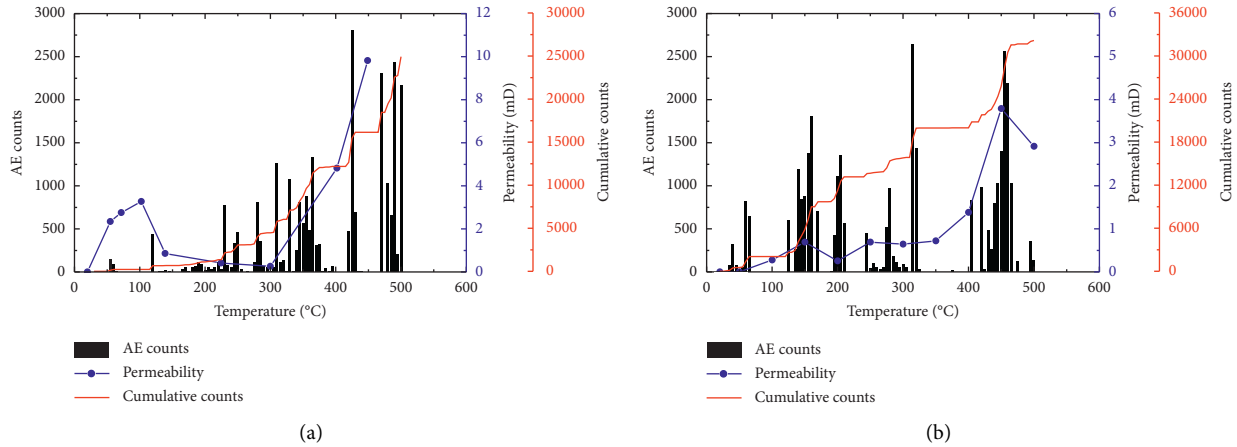 3000
2500
2000
1500
1000
500
0
AE counts
0 100 200 300 400 500 600
Temperature (°C)
12
10
8
6
4
2
0
Permeability (mD)
30000
25000
20000
15000
10000
5000
0
Cumulative counts
AE counts
Permeability
Cumulative counts
(a)
3000
2500
2000
1500
1000
500
0
AE counts
0 100 200 300 400 500 600
Temperature (°C)
6
5
4
3
2
1
0
Permeability (mD)
36000
30000
24000
18000
12000
6000
0
Cumulative counts
AE counts
Permeability
Cumulative counts
(b)